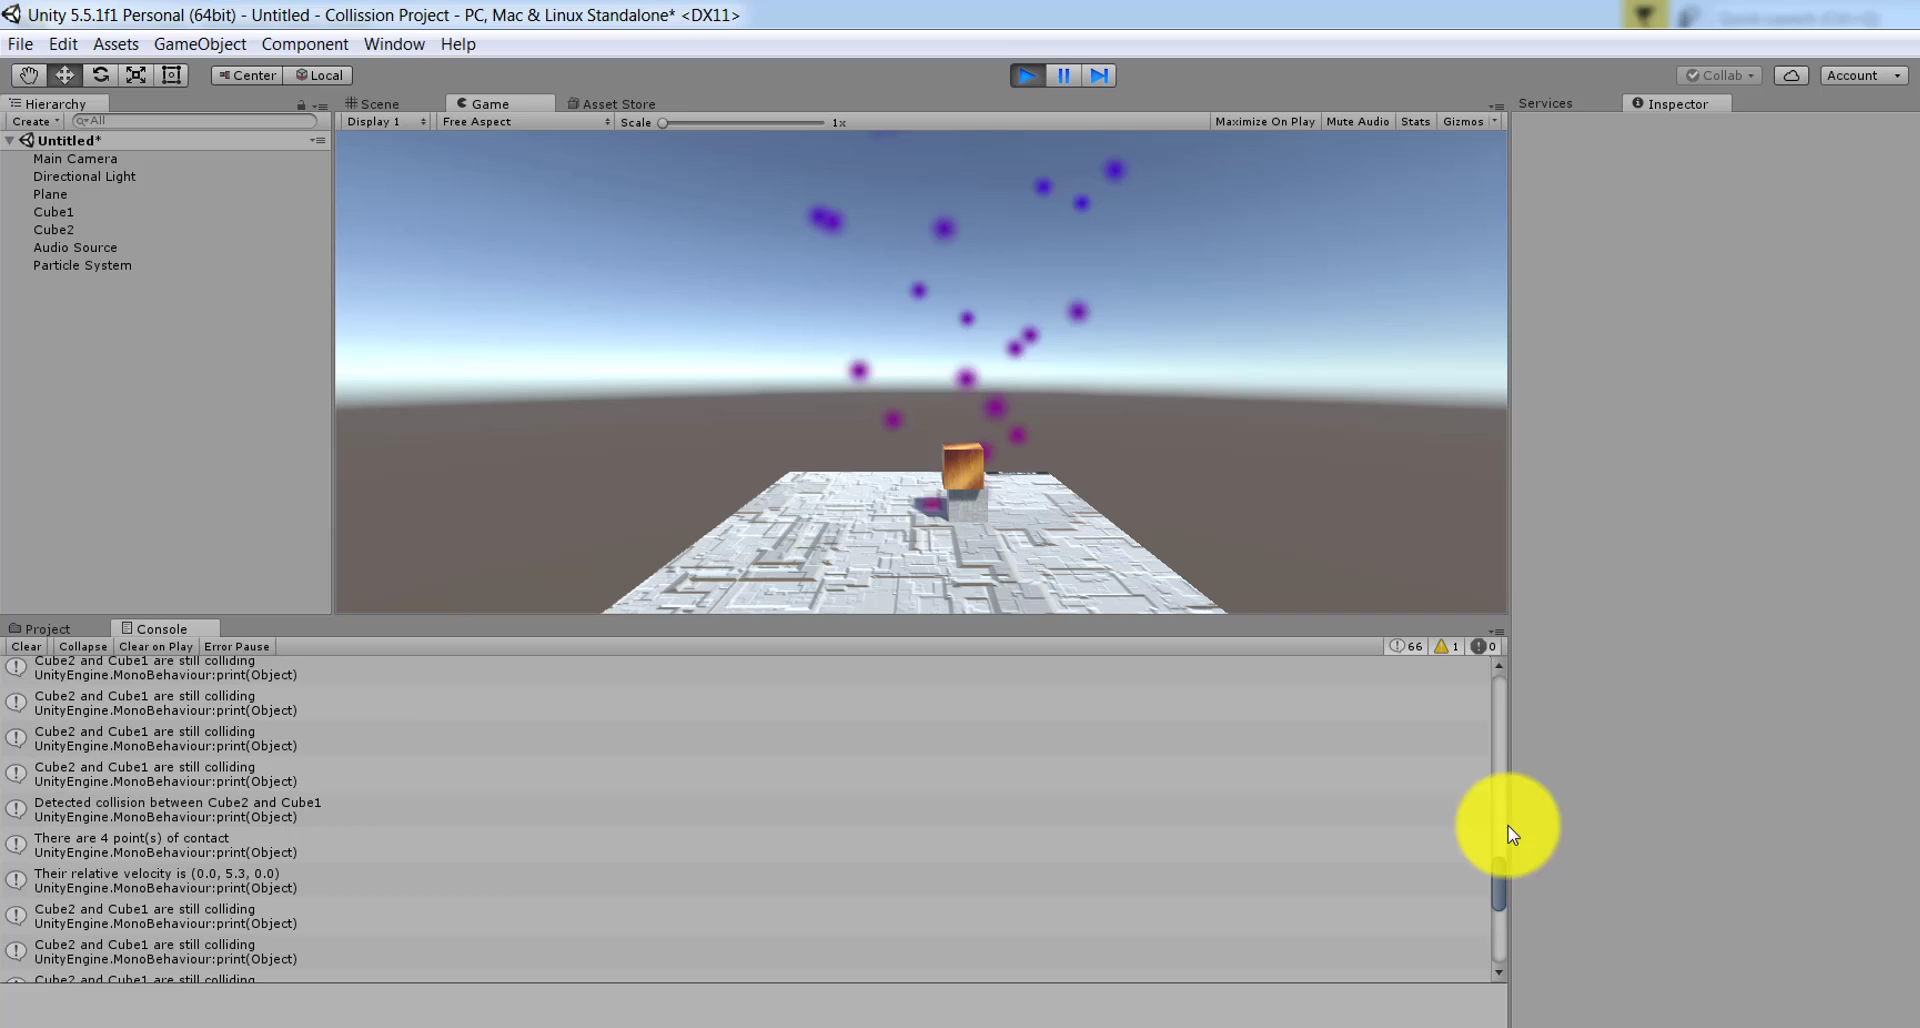 Unity 5.5.1f1 Personal (64bit) - Untitled - Collission Project - PC, Mac & Linux Standalone* <DX11>
File Edit Assets GameObject Component Window Help
Center Local Collab Account
Hierarchy Scene Game Asset Store Services Inspector
Create All Display 1 Free Aspect Scale 1x Maximize On Play Mute Audio Stats Gizmos
Untitled*
Main Camera
Directional Light
Plane
Cube1
Cube2
Audio Source
Particle System
Project Console
Clear Collapse Clear on Play Error Pause 66 1 0
Cube2 and Cube1 are still colliding
UnityEngine.MonoBehaviour:print(Object)
Cube2 and Cube1 are still colliding
UnityEngine.MonoBehaviour:print(Object)
Cube2 and Cube1 are still colliding
UnityEngine.MonoBehaviour:print(Object)
Cube2 and Cube1 are still colliding
UnityEngine.MonoBehaviour:print(Object)
Detected collision between Cube2 and Cube1
UnityEngine.MonoBehaviour:print(Object)
There are 4 point(s) of contact
UnityEngine.MonoBehaviour:print(Object)
Their relative velocity is (0.0, 5.3, 0.0)
UnityEngine.MonoBehaviour:print(Object)
Cube2 and Cube1 are still colliding
UnityEngine.MonoBehaviour:print(Object)
Cube2 and Cube1 are still colliding
UnityEngine.MonoBehaviour:print(Object)
Cube2 and Cube1 are still colliding